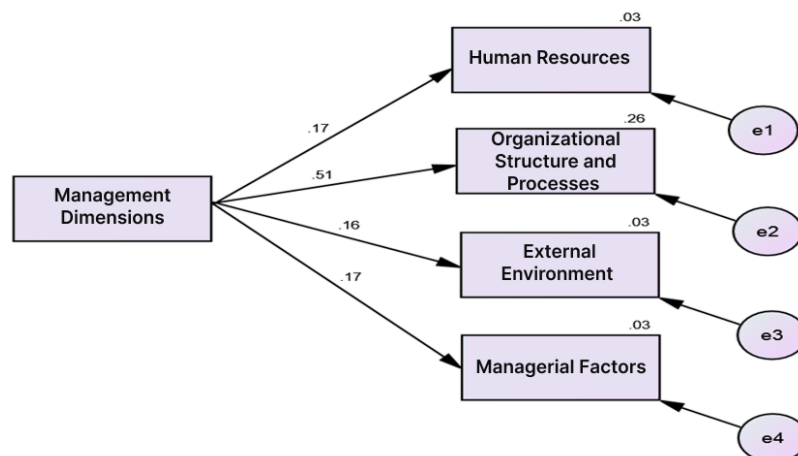 .03
Human Resources
e1
.17
.26
Organizational
Structure and
Processes
e2
.51
Management
Dimensions
.16
.03
External
Environment
e3
.17
.03
Managerial Factors
e4